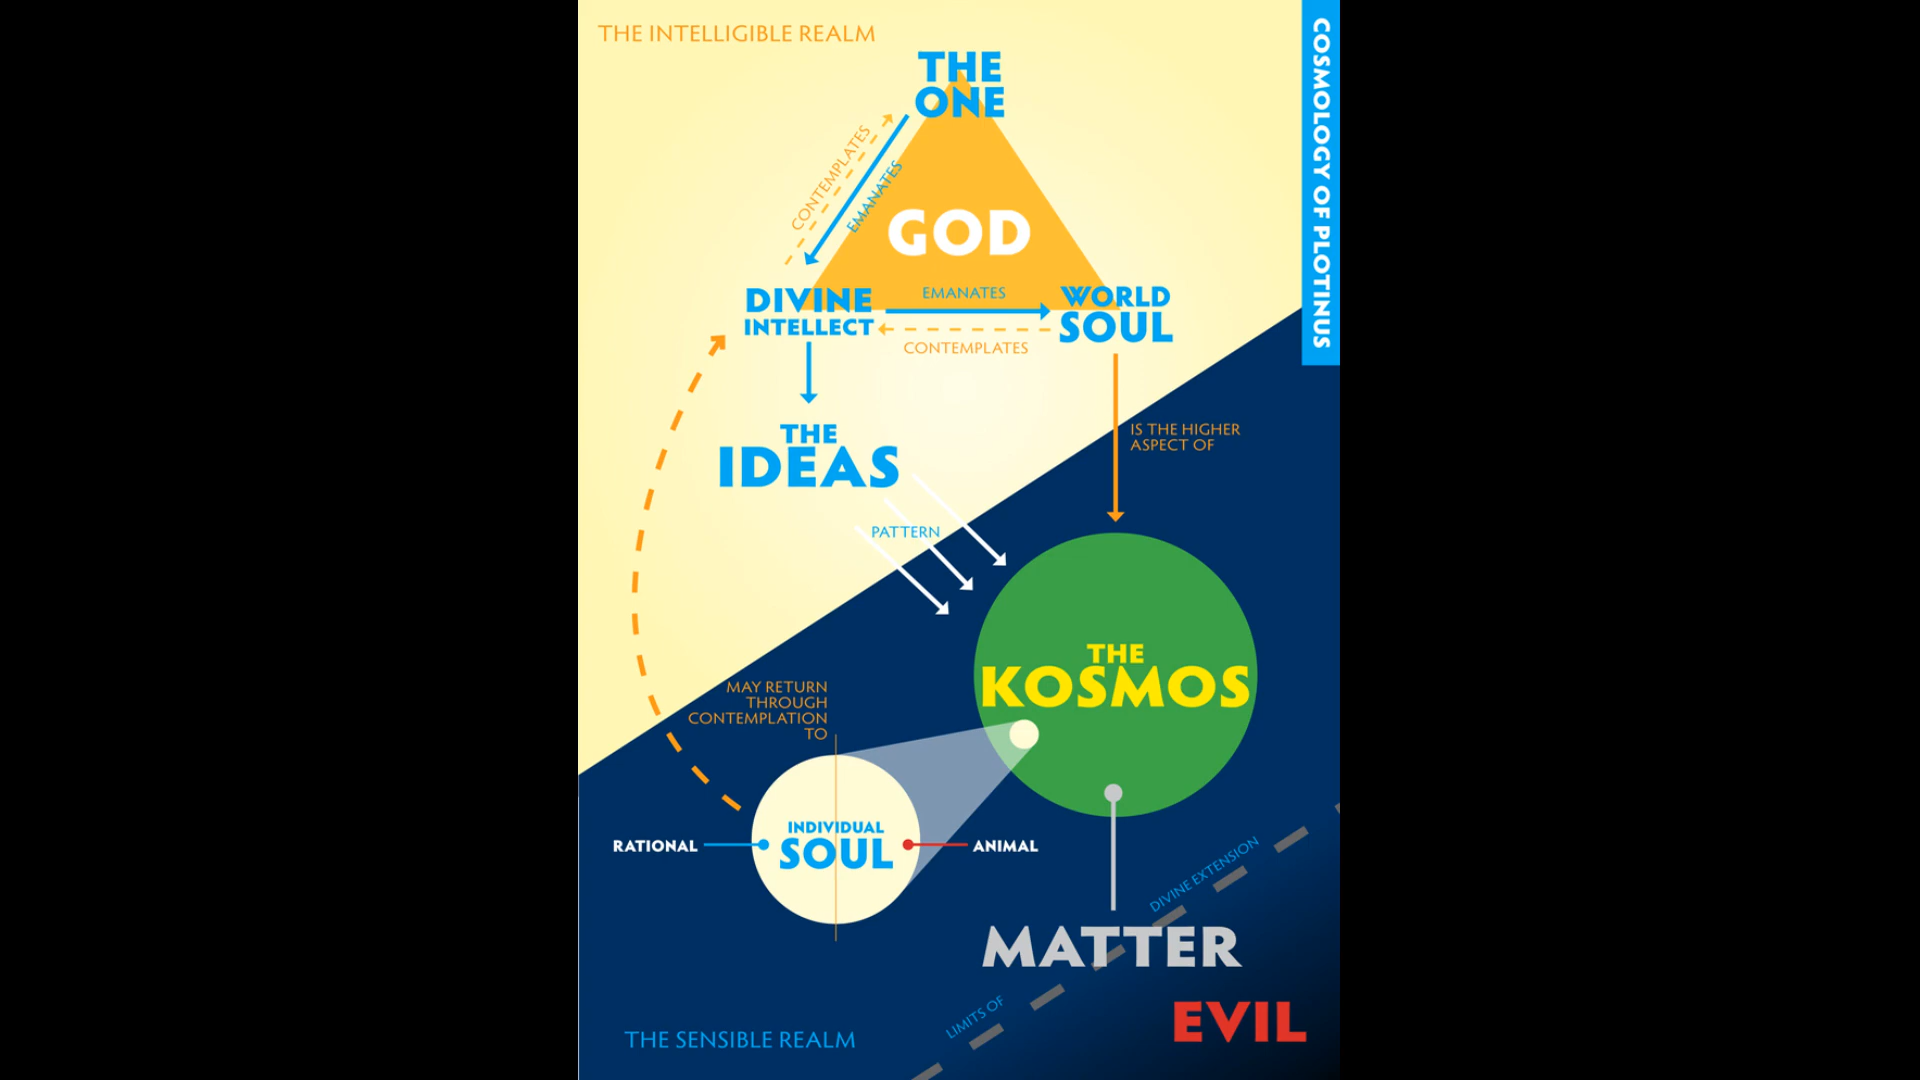 THE INTELLIGIBLE REALM
COSMOLOGY OF PLOTINUS
THE
ONE
CONTEMPLATES
EMANATES
GOD
DIVINE
INTELLECT
EMANATES
CONTEMPLATES
WORLD
SOUL
IS THE HIGHER
ASPECT OF
THE
IDEAS
PATTERN
THE
KOSMOS
MAY RETURN
THROUGH
CONTEMPLATION
TO
RATIONAL
INDIVIDUAL
SOUL
ANIMAL
MATTER
LIMITS OF
DIVINE EXTENSION
EVIL
THE SENSIBLE REALM